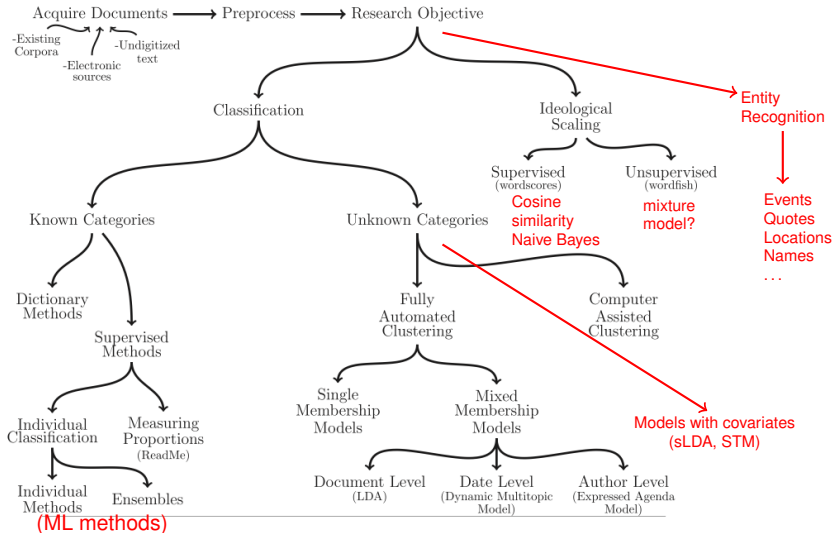 Acquire Documents
Preprocess
Research Objective
-Existing
Corpora
-Electronic
sources
-Undigitized
text
Classification
Ideological
Scaling
Entity
Recognition
Supervised
(wordscores)
Cosine
similarity
Naive Bayes
Unsupervised
(wordfish)
mixture
model?
Events
Quotes
Locations
Names
. . .
Known Categories
Unknown Categories
Dictionary
Methods
Supervised
Methods
Fully
Automated
Clustering
Computer
Assisted
Clustering
Individual
Classification
Measuring
Proportions
(ReadMe)
Single
Membership
Models
Mixed
Membership
Models
Models with covariates
(sLDA, STM)
Individual
Methods
(ML methods)
Ensembles
Document Level
(LDA)
Date Level
(Dynamic Multitopic
Model)
Author Level
(Expressed Agenda
Model)